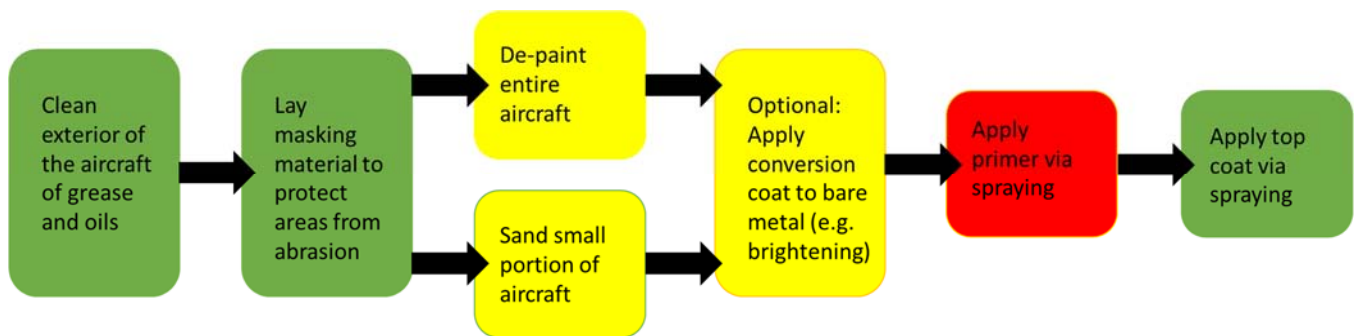 Clean
exterior of
the aircraft
of grease
and oils
Lay
masking
material to
protect
areas from
abrasion
De-paint
entire
aircraft
Sand small
portion of
aircraft
Optional:
Apply
conversion
coat to bare
metal (e.g.
brightening)
Apply
primer via
spraying
Apply top
coat via
spraying